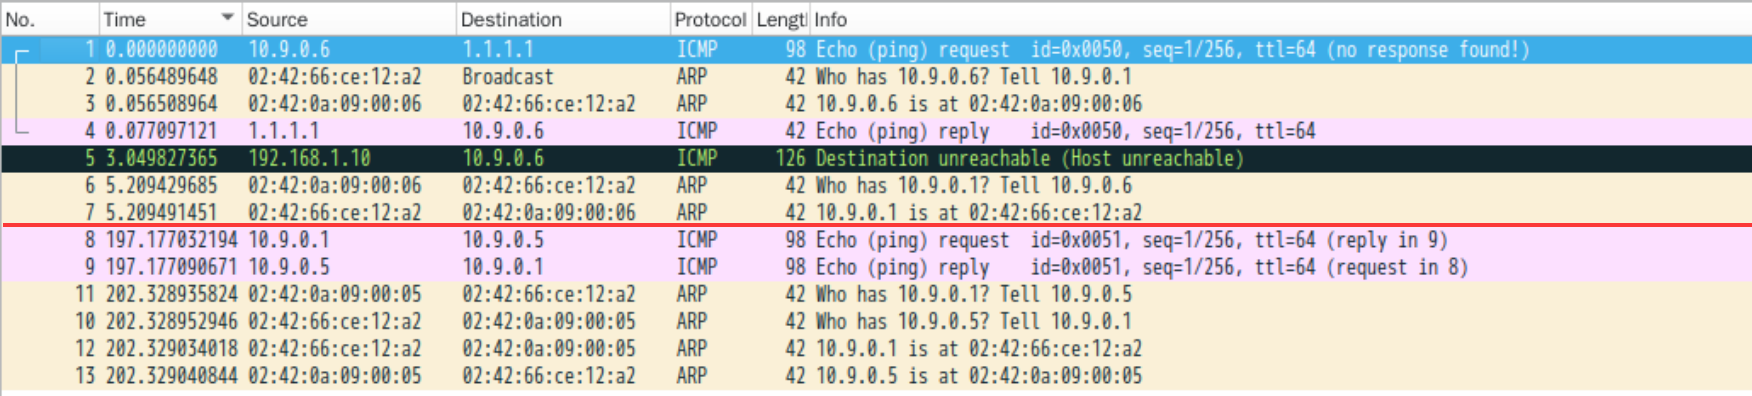 No. Time Source Destination Protocol Lengtl Info
1 0.000000000 10.9.0.6 1.1.1.1 ICMP 98 Echo (ping) request id=0x0050, seq=1/256, ttl=64 (no response found!)
2 0.056489648 02:42:66:ce:12:a2 Broadcast ARP 42 Who has 10.9.0.6? Tell 10.9.0.1
3 0.056508964 02:42:0a:09:00:06 02:42:66:ce:12:a2 ARP 42 10.9.0.6 is at 02:42:0a:09:00:06
4 0.077097121 1.1.1.1 10.9.0.6 ICMP 42 Echo (ping) reply id=0x0050, seq=1/256, ttl=64
5 3.049827365 192.168.1.10 10.9.0.6 ICMP 126 Destination unreachable (Host unreachable)
6 5.209429685 02:42:0a:09:00:06 02:42:66:ce:12:a2 ARP 42 Who has 10.9.0.1? Tell 10.9.0.6
7 5.209491451 02:42:66:ce:12:a2 02:42:0a:09:00:06 ARP 42 10.9.0.1 is at 02:42:66:ce:12:a2
8 197.177032194 10.9.0.1 10.9.0.5 ICMP 98 Echo (ping) request id=0x0051, seq=1/256, ttl=64 (reply in 9)
9 197.177090671 10.9.0.5 10.9.0.1 ICMP 98 Echo (ping) reply id=0x0051, seq=1/256, ttl=64 (request in 8)
11 202.328935824 02:42:0a:09:00:05 02:42:66:ce:12:a2 ARP 42 Who has 10.9.0.1? Tell 10.9.0.5
10 202.328952946 02:42:66:ce:12:a2 02:42:0a:09:00:05 ARP 42 Who has 10.9.0.5? Tell 10.9.0.1
12 202.329034018 02:42:66:ce:12:a2 02:42:0a:09:00:05 ARP 42 10.9.0.1 is at 02:42:66:ce:12:a2
13 202.329040844 02:42:0a:09:00:05 02:42:66:ce:12:a2 ARP 42 10.9.0.5 is at 02:42:0a:09:00:05